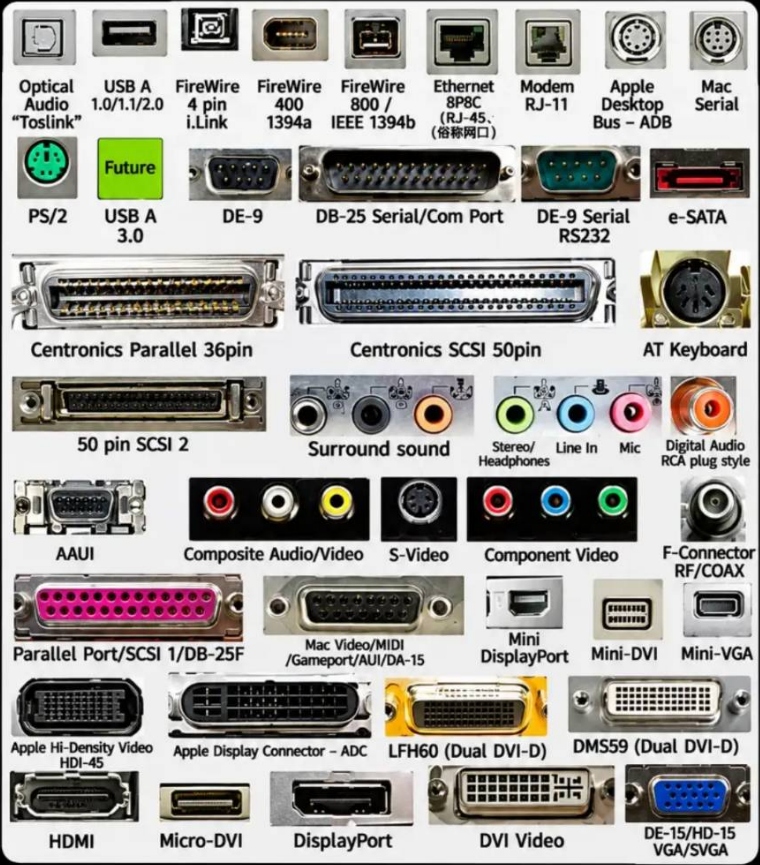 Optical
Audio
“Toslink”
USB A
1.0/1.1/2.0
FireWire
4 pin
i.Link
FireWire
400
1394a
FireWire
800 /
IEEE 1394b
Ethernet
8P8C
(RJ-45、
(俗称网口)
Modem
RJ-11
Apple
Desktop
Bus – ADB
Mac
Serial
PS/2
Future
USB A
3.0
DE-9
DB-25 Serial/Com Port
DE-9 Serial
RS232
e-SATA
Centronics Parallel 36pin
Centronics SCSI 50pin
AT Keyboard
50 pin SCSI 2
Surround sound
Stereo/
Headphones
Line In
Mic
Digital Audio
RCA plug style
AAUI
Composite Audio/Video
S-Video
Component Video
F-Connector
RF/COAX
Parallel Port/SCSI 1/DB-25F
Mac Video/MIDI
/Gameport/AUI/DA-15
Mini
DisplayPort
Mini-DVI
Mini-VGA
Apple Hi-Density Video
HDI-45
Apple Display Connector – ADC
LFH60 (Dual DVI-D)
DMS59 (Dual DVI-D)
HDMI
Micro-DVI
DisplayPort
DVI Video
DE-15/HD-15
VGA/SVGA